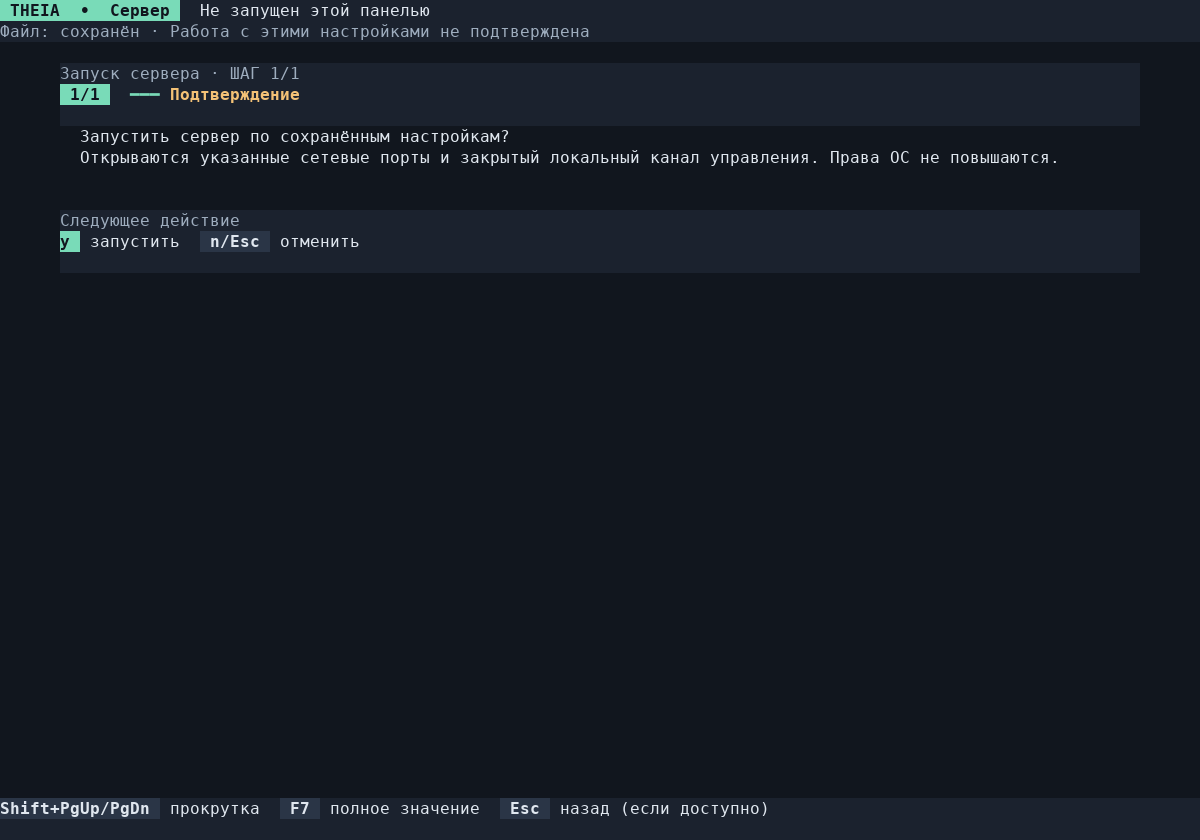 THEIA • Сервер Не запущен этой панелью
Файл: сохранён · Работа с этими настройками не подтверждена
Запуск сервера · ШАГ 1/1
1/1 ─── Подтверждение
Запустить сервер по сохранённым настройкам?
Открываются указанные сетевые порты и закрытый локальный канал управления. Права ОС не повышаются.
Следующее действие
y запустить n/Esc отменить
Shift+PgUp/PgDn прокрутка F7 полное значение Esc назад (если доступно)